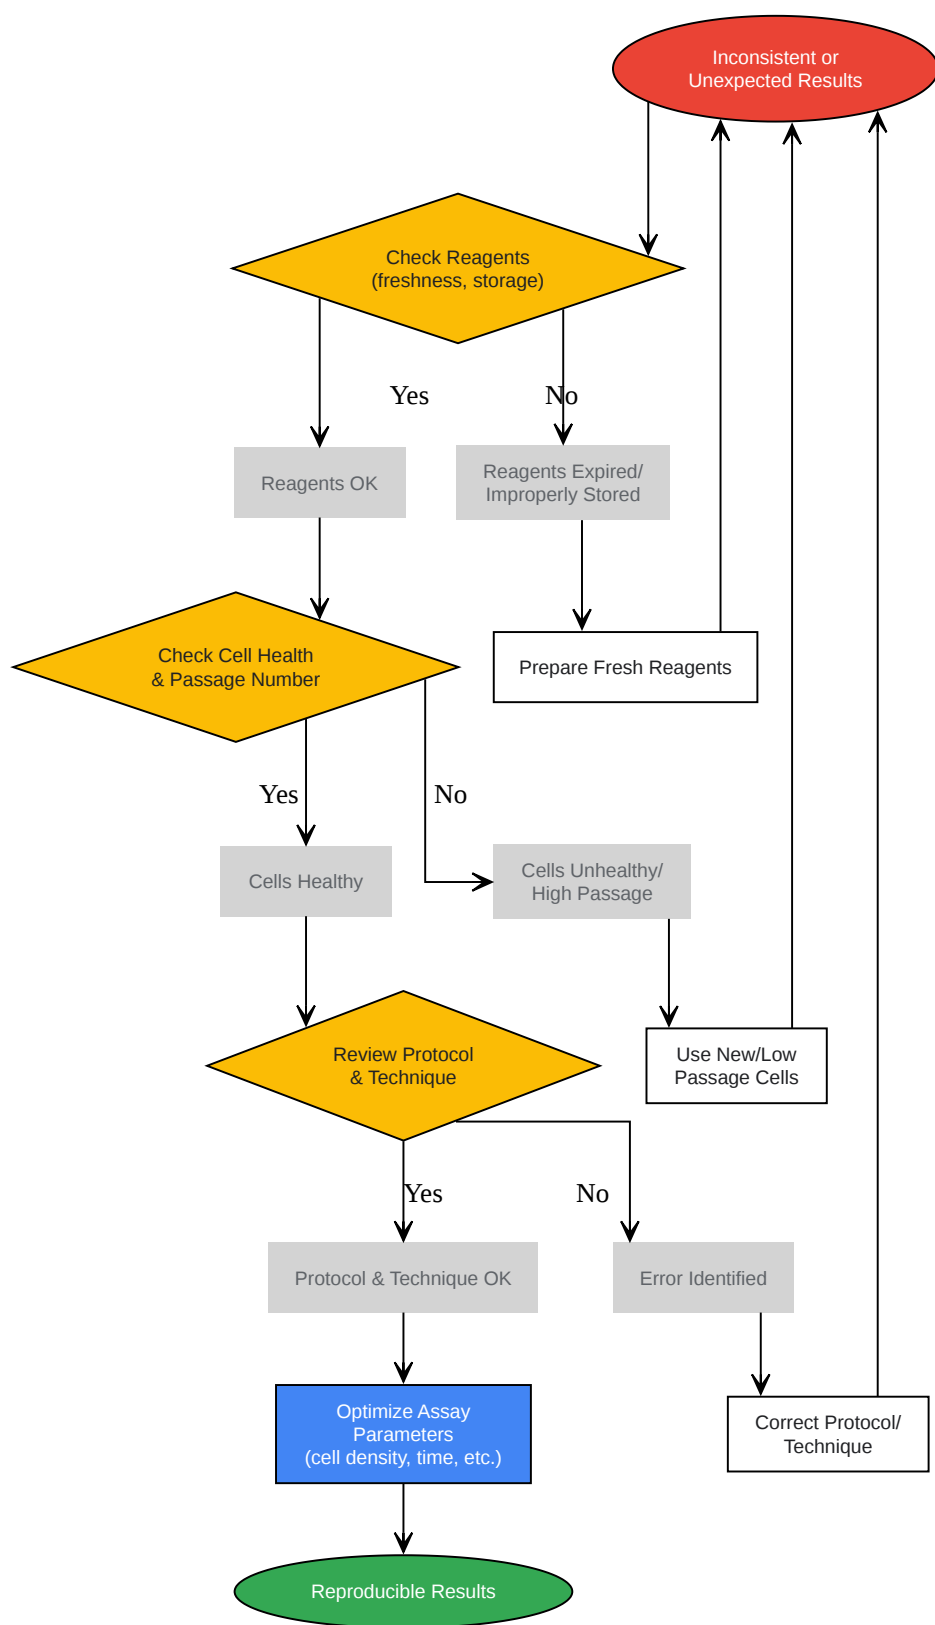 Inconsistent or
Unexpected Results
Check Reagents
(freshness, storage)
Yes
No
Reagents OK
Reagents Expired/
Improperly Stored
Check Cell Health
& Passage Number
Prepare Fresh Reagents
Yes
No
Cells Healthy
Cells Unhealthy/
High Passage
Review Protocol
& Technique
Use New/Low
Passage Cells
Yes
No
Protocol & Technique OK
Error Identified
Optimize Assay
Parameters
(cell density, time, etc.)
Correct Protocol/
Technique
Reproducible Results